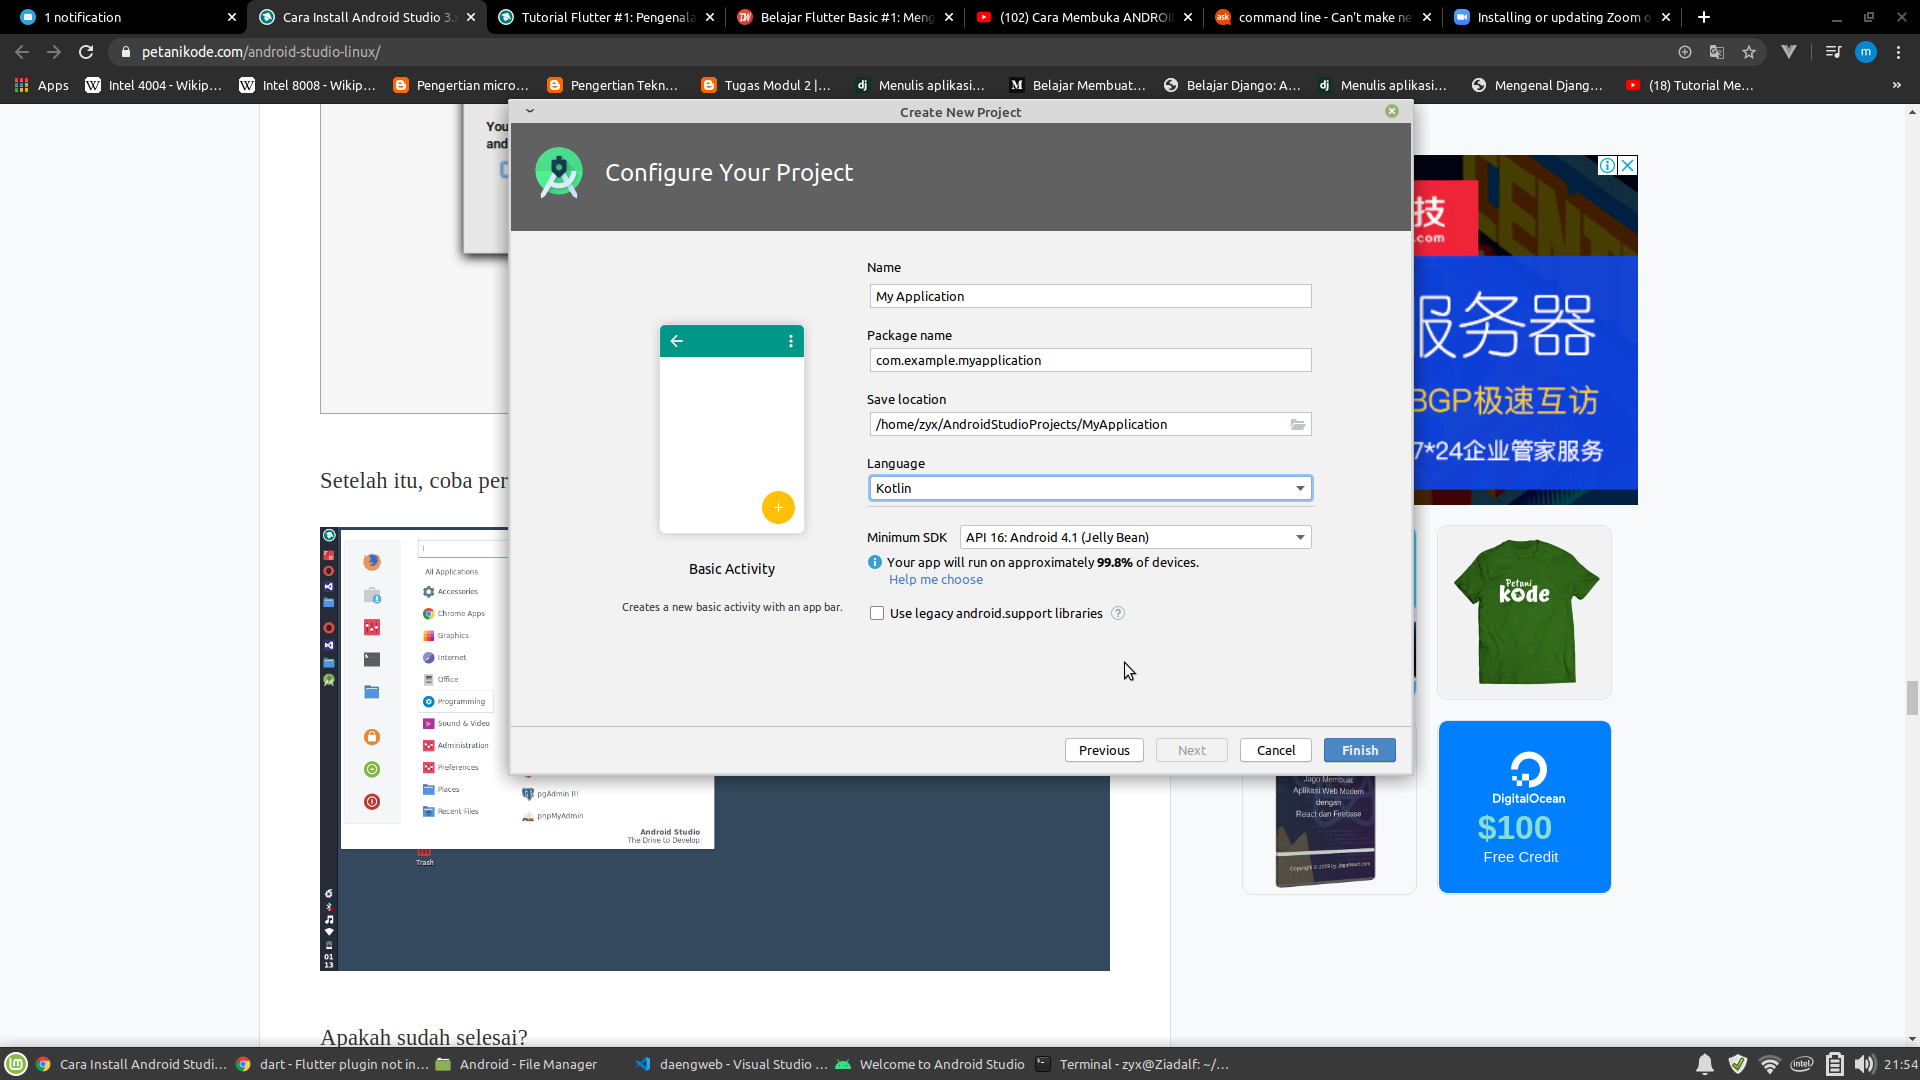 1 notification
Cara Install Android Studio 3.
Tutorial Flutter #1: Pengenala
Belajar Flutter Basic #1: Meng
(102) Cara Membuka ANDROI
command line - Can't make ne
Installing or updating Zoom o
petanikode.com/android-studio-linux/
m
Apps
Intel 4004 - Wikip...
Intel 8008 - Wikip...
Pengertian micro...
Pengertian Tekn...
Tugas Modul 2 |...
Menulis aplikasi...
Belajar Membuat...
Belajar Django: A...
Menulis aplikasi...
Mengenal Djang...
(18) Tutorial Me...
»
You
and
Setelah itu, coba per
Create New Project
Configure Your Project
Name
My Application
Package name
com.example.myapplication
Save location
/home/zyx/AndroidStudioProjects/MyApplication
Language
Kotlin
Minimum SDK
API 16: Android 4.1 (Jelly Bean)
Your app will run on approximately 99.8% of devices.
Help me choose
Use legacy android.support libraries
?
Basic Activity
Creates a new basic activity with an app bar.
Previous
Next
Cancel
Finish
技
.com
服务器
BGP极速互访
7*24企业管家服务
Petani
kode
Jago Membuat
Aplikasi Web Modern
dengan
React dan Firebase
DigitalOcean
$100
Free Credit
All Applications
Accessories
Chrome Apps
Graphics
Internet
Office
Programming
Sound & Video
Administration
Preferences
Places
Recent Files
pgAdmin III
phpMyAdmin
Android Studio
The Drive to Develop
Trash
01
13
Apakah sudah selesai?
Cara Install Android Studi...
dart - Flutter plugin not in...
Android - File Manager
daengweb - Visual Studio ...
Welcome to Android Studio
Terminal - zyx@Ziadalf: ~/...
intel
21:54